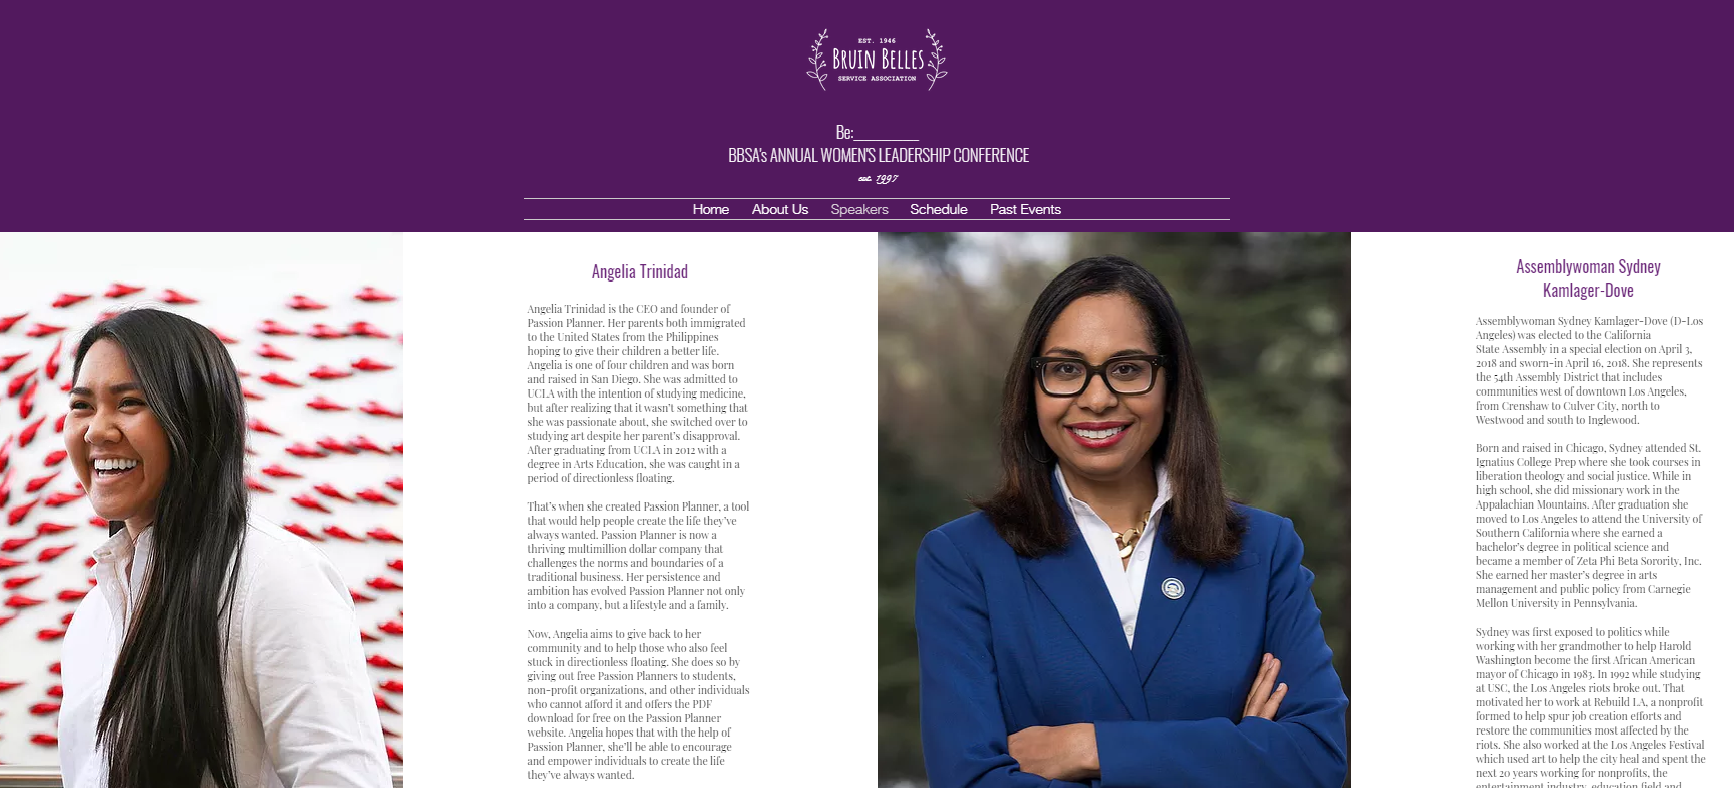 EST. 1946
BRUIN BELLES
SERVICE ASSOCIATION
Be:________
BBSA's ANNUAL WOMEN'S LEADERSHIP CONFERENCE
est. 1997
Home About Us Speakers Schedule Past Events
Angelia Trinidad
Angelia Trinidad is the CEO and founder of
Passion Planner. Her parents both immigrated
to the United States from the Philippines
hoping to give their children a better life.
Angelia is one of four children and was born
and raised in San Diego. She was admitted to
UCLA with the intention of studying medicine,
but after realizing that it wasn't something that
she was passionate about, she switched over to
studying art despite her parent's disapproval.
After graduating from UCLA in 2012 with a
degree in Arts Education, she was caught in a
period of directionless floating.
That's when she created Passion Planner, a tool
that would help people create the life they've
always wanted. Passion Planner is now a
thriving multimillion dollar company that
challenges the norms and boundaries of a
traditional business. Her persistence and
ambition has evolved Passion Planner not only
into a company, but a lifestyle and a family.
Now, Angelia aims to give back to her
community and to help those who also feel
stuck in directionless floating. She does so by
giving out free Passion Planners to students,
non-profit organizations, and other individuals
who cannot afford it and offers the PDF
download for free on the Passion Planner
website. Angelia hopes that with the help of
Passion Planner, she'll be able to encourage
and empower individuals to create the life
they've always wanted.
Assemblywoman Sydney
Kamlager-Dove
Assemblywoman Sydney Kamlager-Dove (D-Los
Angeles) was elected to the California
State Assembly in a special election on April 3,
2018 and sworn-in April 16, 2018. She represents
the 54th Assembly District that includes
communities west of downtown Los Angeles,
from Crenshaw to Culver City, north to
Westwood and south to Inglewood.
Born and raised in Chicago, Sydney attended St.
Ignatius College Prep where she took courses in
liberation theology and social justice. While in
high school, she did missionary work in the
Appalachian Mountains. After graduation she
moved to Los Angeles to attend the University of
Southern California where she earned a
bachelor's degree in political science and
became a member of Zeta Phi Beta Sorority, Inc.
She earned her master's degree in arts
management and public policy from Carnegie
Mellon University in Pennsylvania.
Sydney was first exposed to politics while
working with her grandmother to help Harold
Washington become the first African American
mayor of Chicago in 1983. In 1992 while studying
at USC, the Los Angeles riots broke out. That
motivated her to work at Rebuild LA, a nonprofit
formed to help spur job creation efforts and
restore the communities most affected by the
riots. She also worked at the Los Angeles Festival
which used art to help the city heal and spent the
next 20 years working for nonprofits, the
entertainment industry, education field and